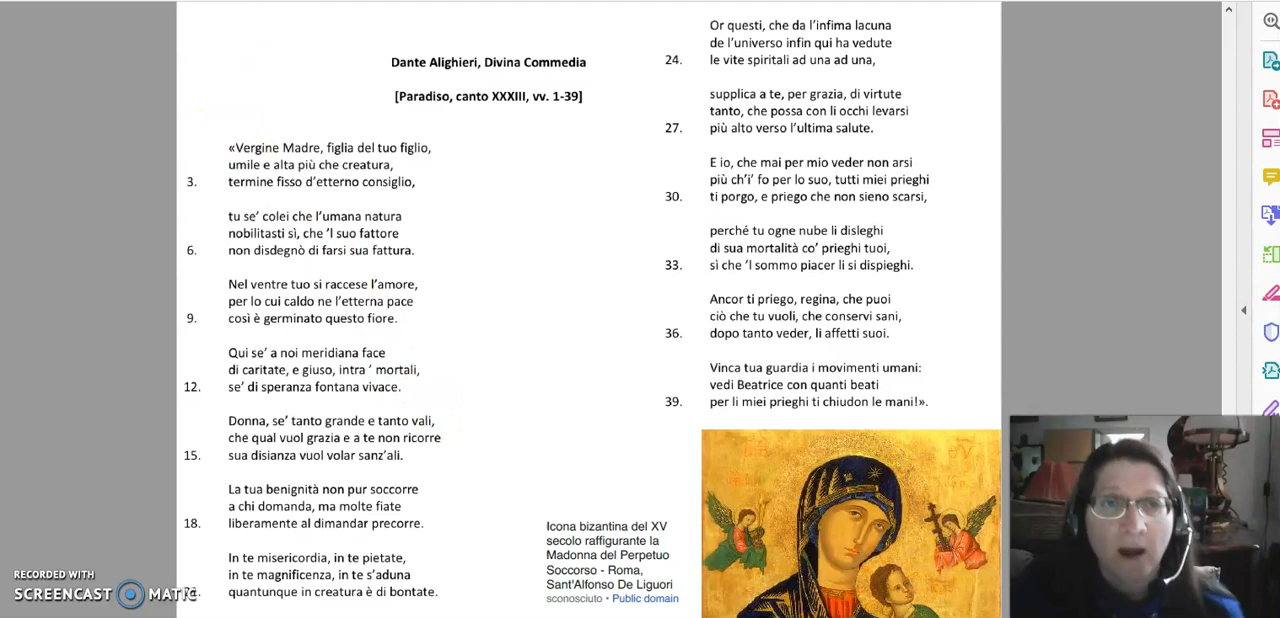 Dante Alighieri, Divina Commedia
[Paradiso, canto XXXIII, vv. 1-39]
«Vergine Madre, figlia del tuo figlio,
umile e alta più che creatura,
3. termine fisso d'etterno consiglio,
tu se' colei che l'umana natura
nobilitasti sì, che 'l suo fattore
6. non disdegnò di farsi sua fattura.
Nel ventre tuo si raccese l'amore,
per lo cui caldo ne l'etterna pace
9. così è germinato questo fiore.
Qui se' a noi meridiana face
di caritate, e giuso, intra ' mortali,
12. se' di speranza fontana vivace.
Donna, se' tanto grande e tanto vali,
che qual vuol grazia e a te non ricorre
15. sua disianza vuol volar sanz'ali.
La tua benignità non pur soccorre
a chi domanda, ma molte fiate
18. liberamente al dimandar precorre.
In te misericordia, in te pietate,
in te magnificenza, in te s'aduna
quantunque in creatura è di bontate.
Or questi, che da l'infima lacuna
de l'universo infin qui ha vedute
24. le vite spiritali ad una ad una,
supplica a te, per grazia, di virtute
tanto, che possa con li occhi levarsi
27. più alto verso l'ultima salute.
E io, che mai per mio veder non arsi
più ch'i' fo per lo suo, tutti miei prieghi
30. ti porgo, e priego che non sieno scarsi,
perché tu ogne nube li disleghi
di sua mortalità co' prieghi tuoi,
33. sì che 'l sommo piacer li si dispieghi.
Ancor ti priego, regina, che puoi
ciò che tu vuoli, che conservi sani,
36. dopo tanto veder, li affetti suoi.
Vinca tua guardia i movimenti umani:
vedi Beatrice con quanti beati
39. per li miei prieghi ti chiudon le mani!».
Icona bizantina del XV
secolo raffigurante la
Madonna del Perpetuo
Soccorso - Roma,
Sant'Alfonso De Liguori
sconosciuto • Public domain
RECORDED WITH
SCREENCAST MATIC